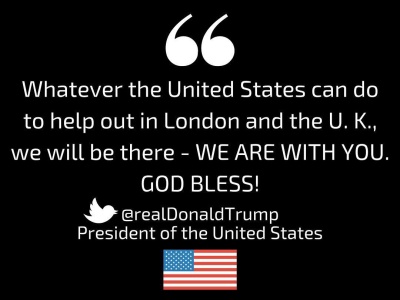 Whatever the United States can do
to help out in London and the U. K.,
we will be there - WE ARE WITH YOU.
GOD BLESS!
@realDonaldTrump
President of the United States